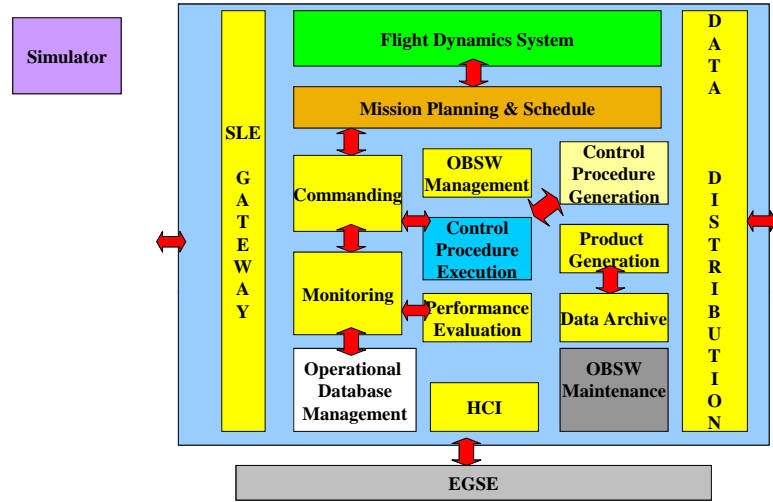 Simulator
Flight Dynamics System
Mission Planning & Schedule
SLE
G
A
T
E
W
A
Y
Commanding
OBSW
Management
Control
Procedure
Generation
Control
Procedure
Execution
Product
Generation
Monitoring
Performance
Evaluation
Data Archive
Operational
Database
Management
HCI
OBSW
Maintenance
D
A
T
A
D
I
S
T
R
I
B
U
T
I
O
N
EGSE